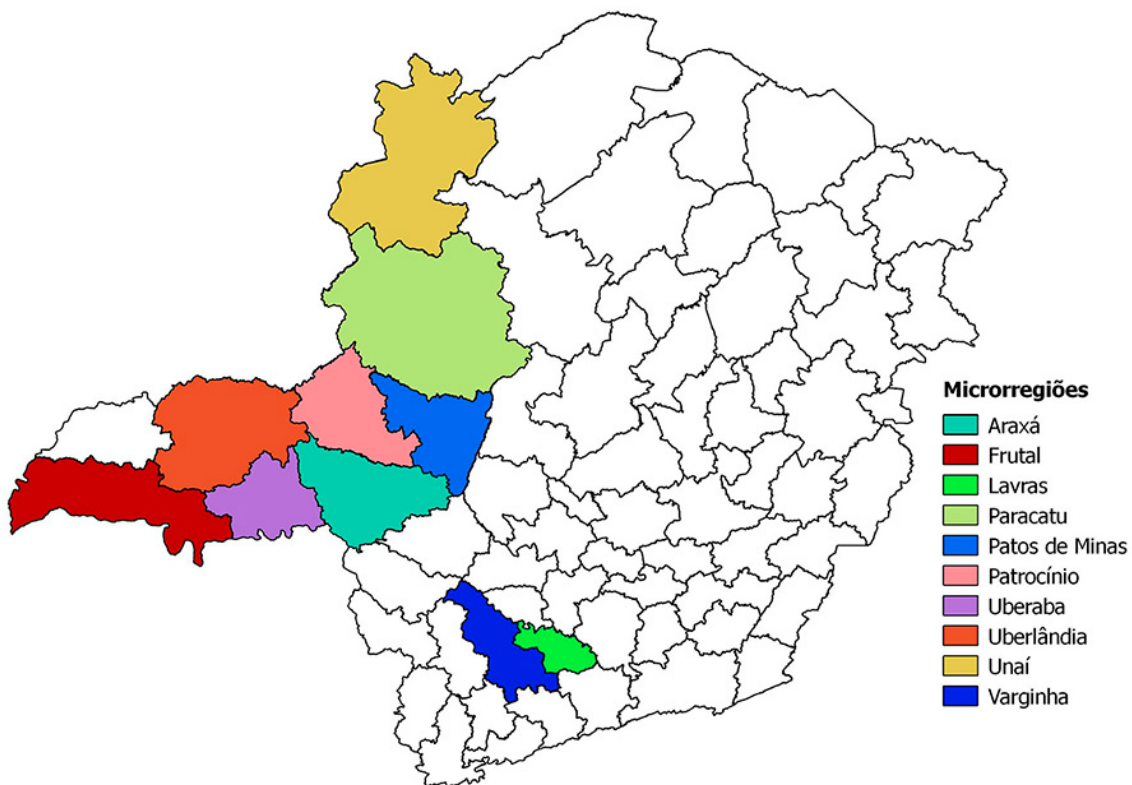 Microrregiões
Araxá
Frutal
Lavras
Paracatu
Patos de Minas
Patrocínio
Uberaba
Uberlândia
Unaí
Varginha